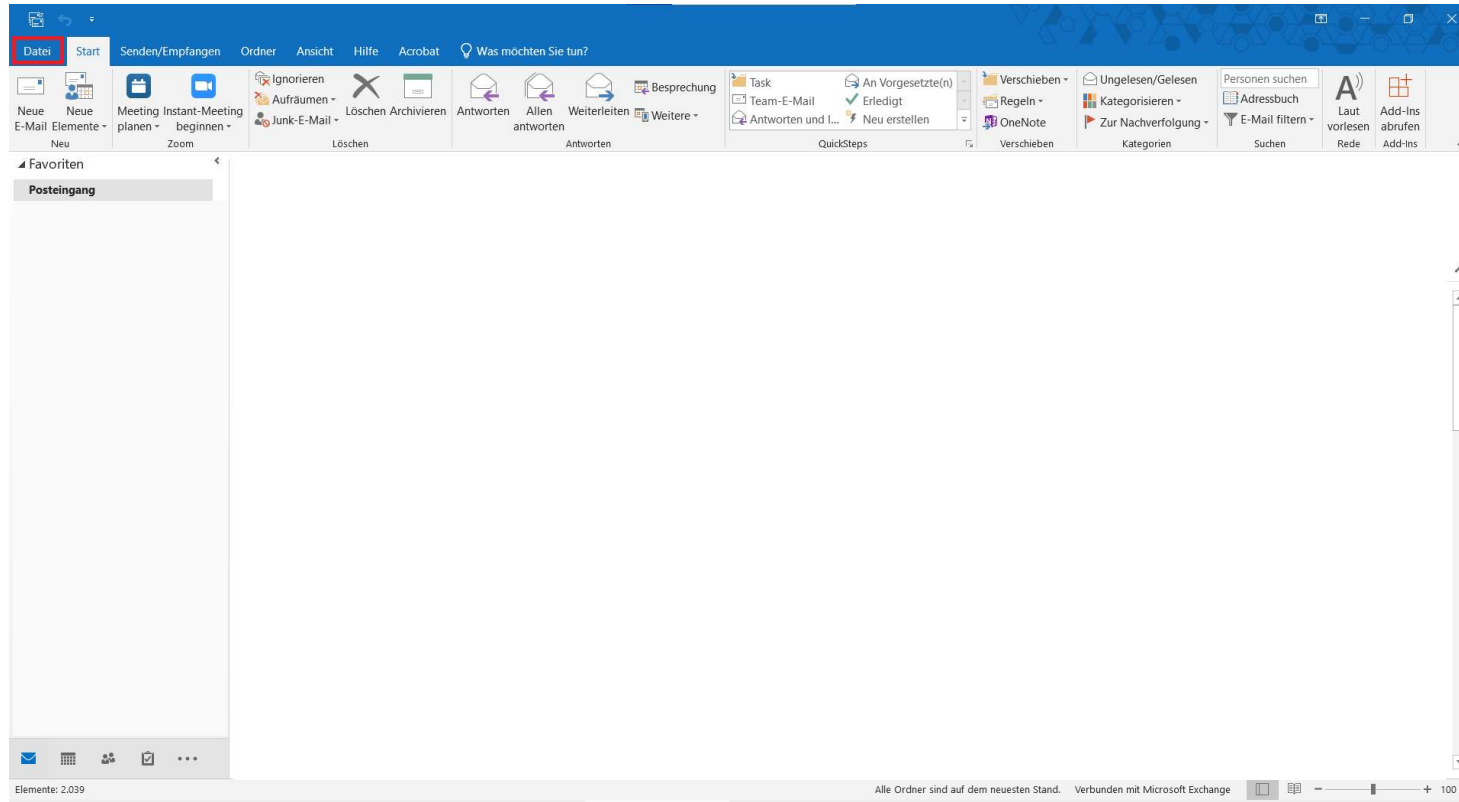 Datei Start Senden/Empfangen Ordner Ansicht Hilfe Acrobat Was möchten Sie tun?
Neue E-Mail
Neue Elemente
Neu
Meeting planen
Instant-Meeting beginnen
Zoom
Ignorieren
Aufräumen
Junk-E-Mail
Löschen
Archivieren
Löschen
Antworten
Allen antworten
Weiterleiten
Besprechung
Weitere
Antworten
Task
Team-E-Mail
Antworten und l...
An Vorgesetzte(n)
Erledigt
Neu erstellen
QuickSteps
Verschieben
Regeln
OneNote
Verschieben
Ungelesen/Gelesen
Kategorisieren
Zur Nachverfolgung
Kategorien
Personen suchen
Adressbuch
E-Mail filtern
Suchen
Laut vorlesen
Rede
Add-Ins abrufen
Add-Ins
Favoriten
Posteingang
Elemente: 2.039
Alle Ordner sind auf dem neuesten Stand. Verbunden mit Microsoft Exchange
100